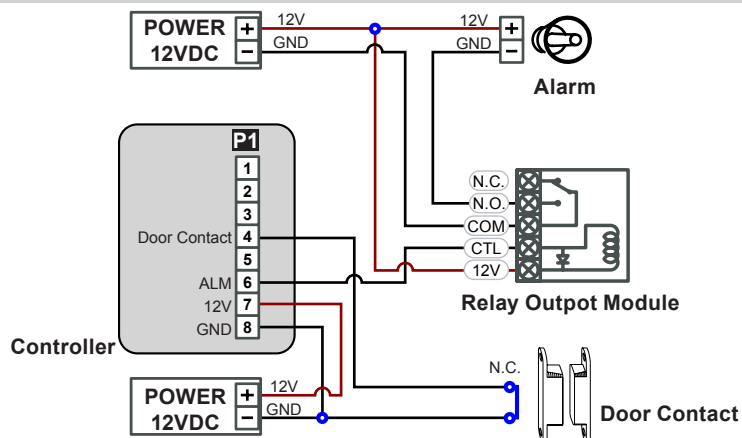 POWER + 12V 12V +
12VDC − GND GND −
Alarm
P1
1
2
3
Door Contact 4
5
ALM 6
12V 7
GND 8
Controller
N.C.
N.O.
COM
CTL
12V
Relay Outpot Module
POWER + 12V
12VDC − GND
N.C.
Door Contact